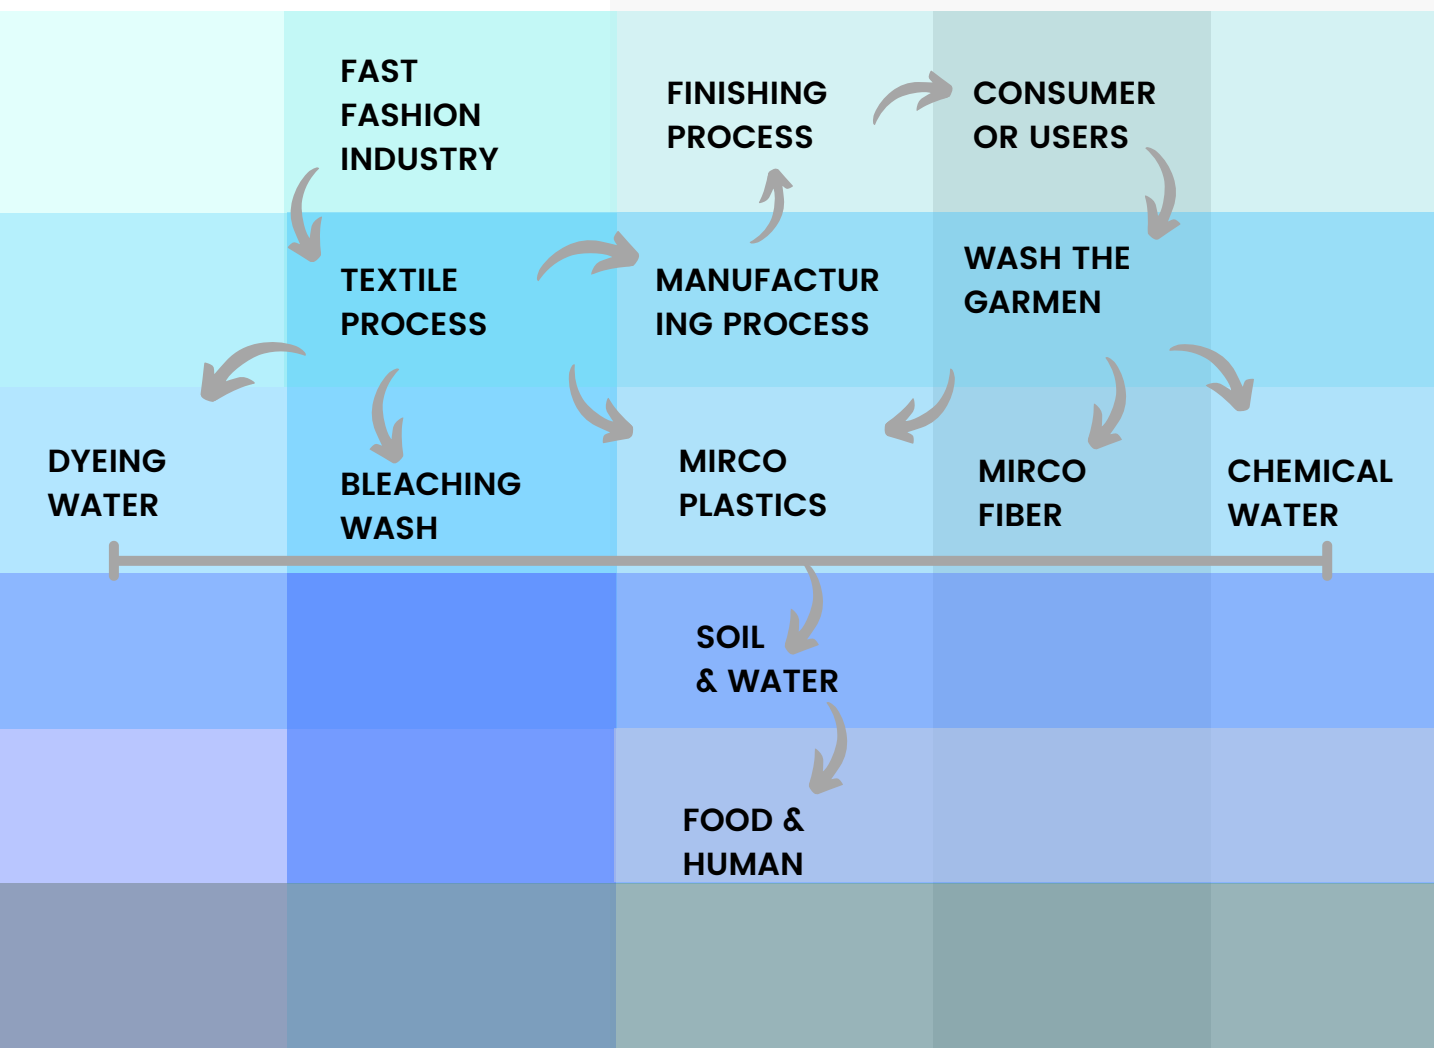 FAST
FASHION
INDUSTRY
FINISHING
PROCESS
CONSUMER
OR USERS
TEXTILE
PROCESS
MANUFACTUR
ING PROCESS
WASH THE
GARMEN
DYEING
WATER
BLEACHING
WASH
MIRCO
PLASTICS
MIRCO
FIBER
CHEMICAL
WATER
SOIL
& WATER
FOOD &
HUMAN